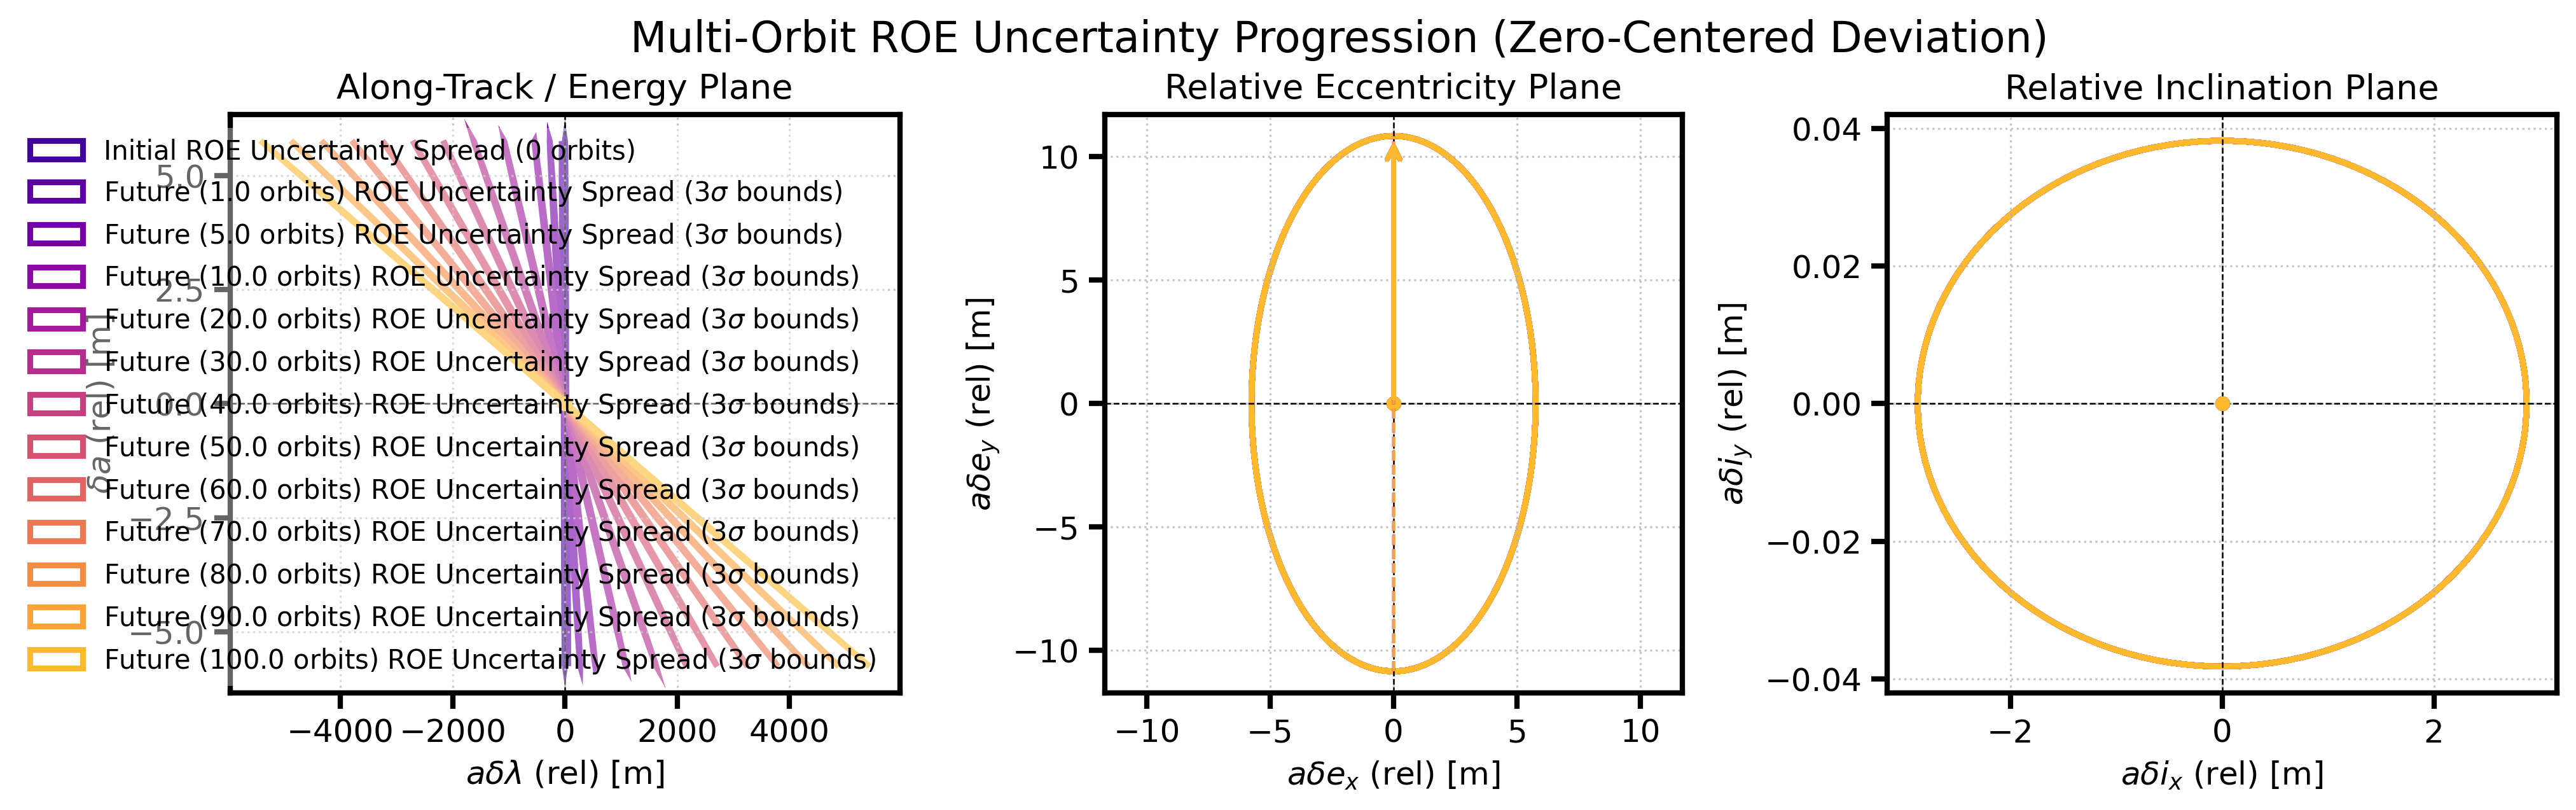 Multi-Orbit ROE Uncertainty Progression (Zero-Centered Deviation)
Along-Track / Energy Plane
Initial ROE Uncertainty Spread (0 orbits)
Future (1.0 orbits) ROE Uncertainty Spread (3σ bounds)
Future (5.0 orbits) ROE Uncertainty Spread (3σ bounds)
Future (10.0 orbits) ROE Uncertainty Spread (3σ bounds)
Future (20.0 orbits) ROE Uncertainty Spread (3σ bounds)
Future (30.0 orbits) ROE Uncertainty Spread (3σ bounds)
Future (40.0 orbits) ROE Uncertainty Spread (3σ bounds)
Future (50.0 orbits) ROE Uncertainty Spread (3σ bounds)
Future (60.0 orbits) ROE Uncertainty Spread (3σ bounds)
Future (70.0 orbits) ROE Uncertainty Spread (3σ bounds)
Future (80.0 orbits) ROE Uncertainty Spread (3σ bounds)
Future (90.0 orbits) ROE Uncertainty Spread (3σ bounds)
Future (100.0 orbits) ROE Uncertainty Spread (3σ bounds)
δa (rel) [m]
5.0
2.5
0.0
−2.5
−5.0
−4000 −2000 0 2000 4000
aδλ (rel) [m]
Relative Eccentricity Plane
aδe_y (rel) [m]
10
5
0
−5
−10
−10 −5 0 5 10
aδe_x (rel) [m]
Relative Inclination Plane
aδi_y (rel) [m]
0.04
0.02
0.00
−0.02
−0.04
−2 0 2
aδi_x (rel) [m]